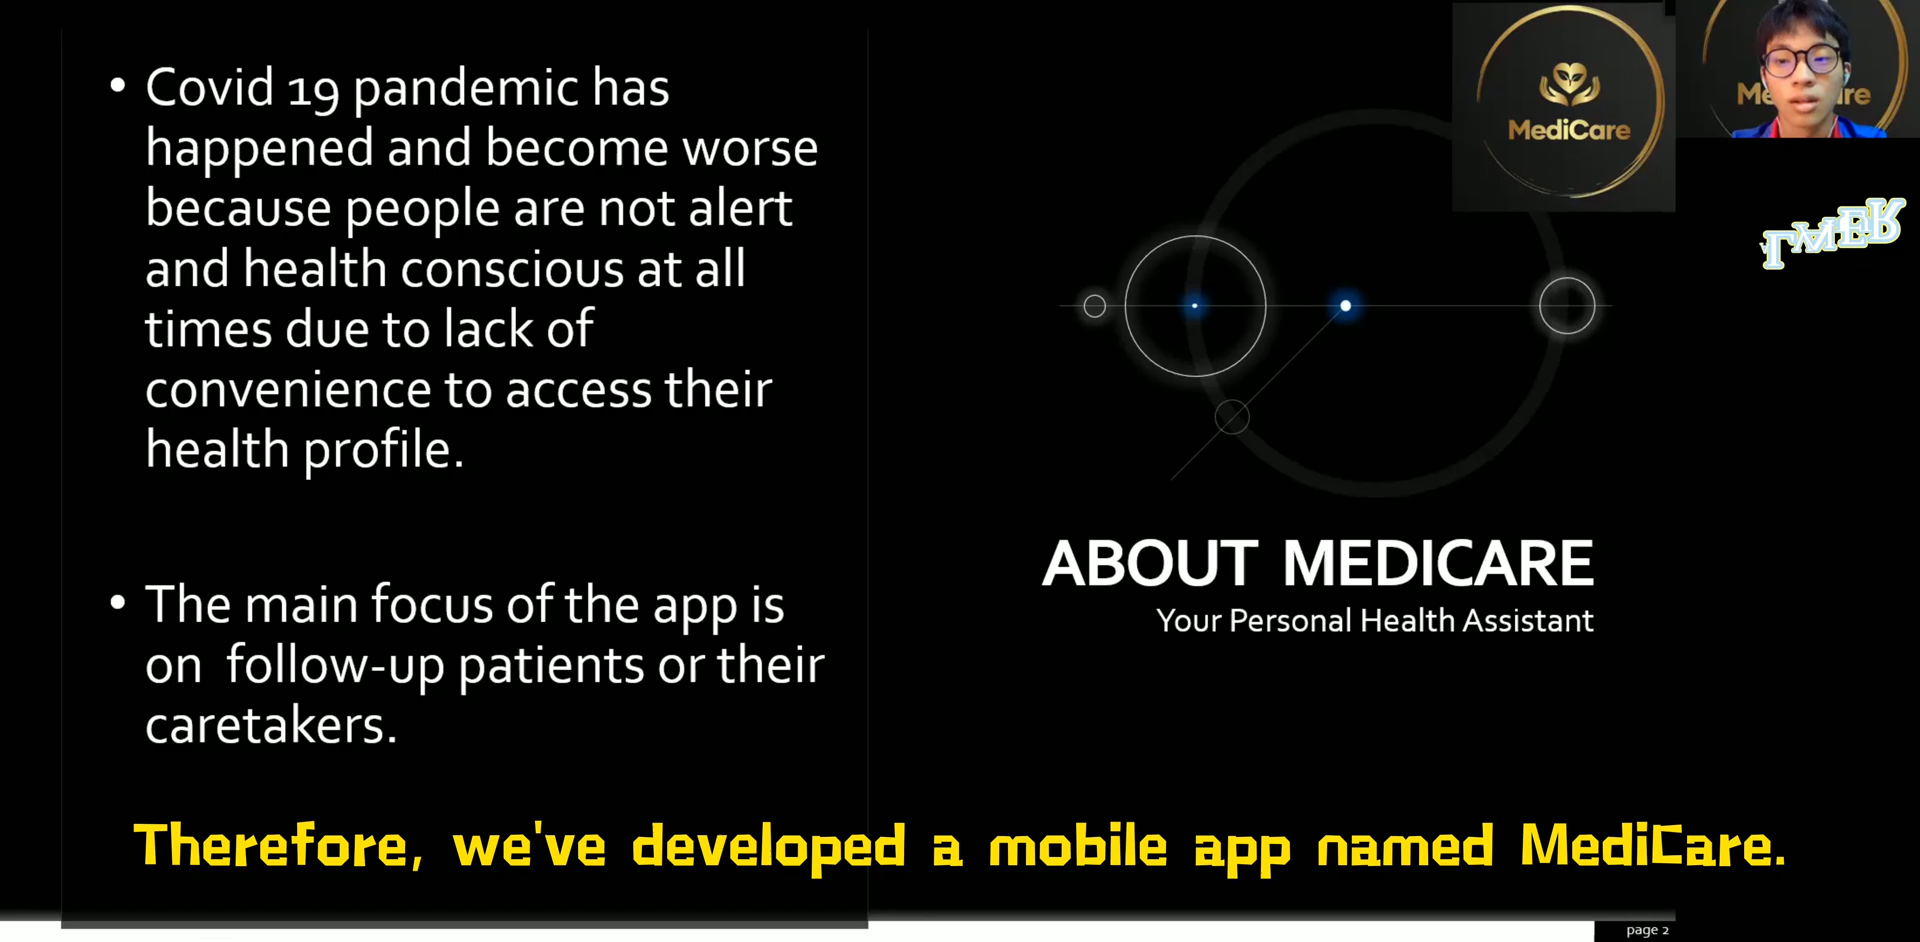 • Covid 19 pandemic has
happened and become worse
because people are not alert
and health conscious at all
times due to lack of
convenience to access their
health profile.
• The main focus of the app is
on follow-up patients or their
caretakers.
MediCare
ABOUT MEDICARE
Your Personal Health Assistant
Therefore, we've developed a mobile app named MediCare.
page 2